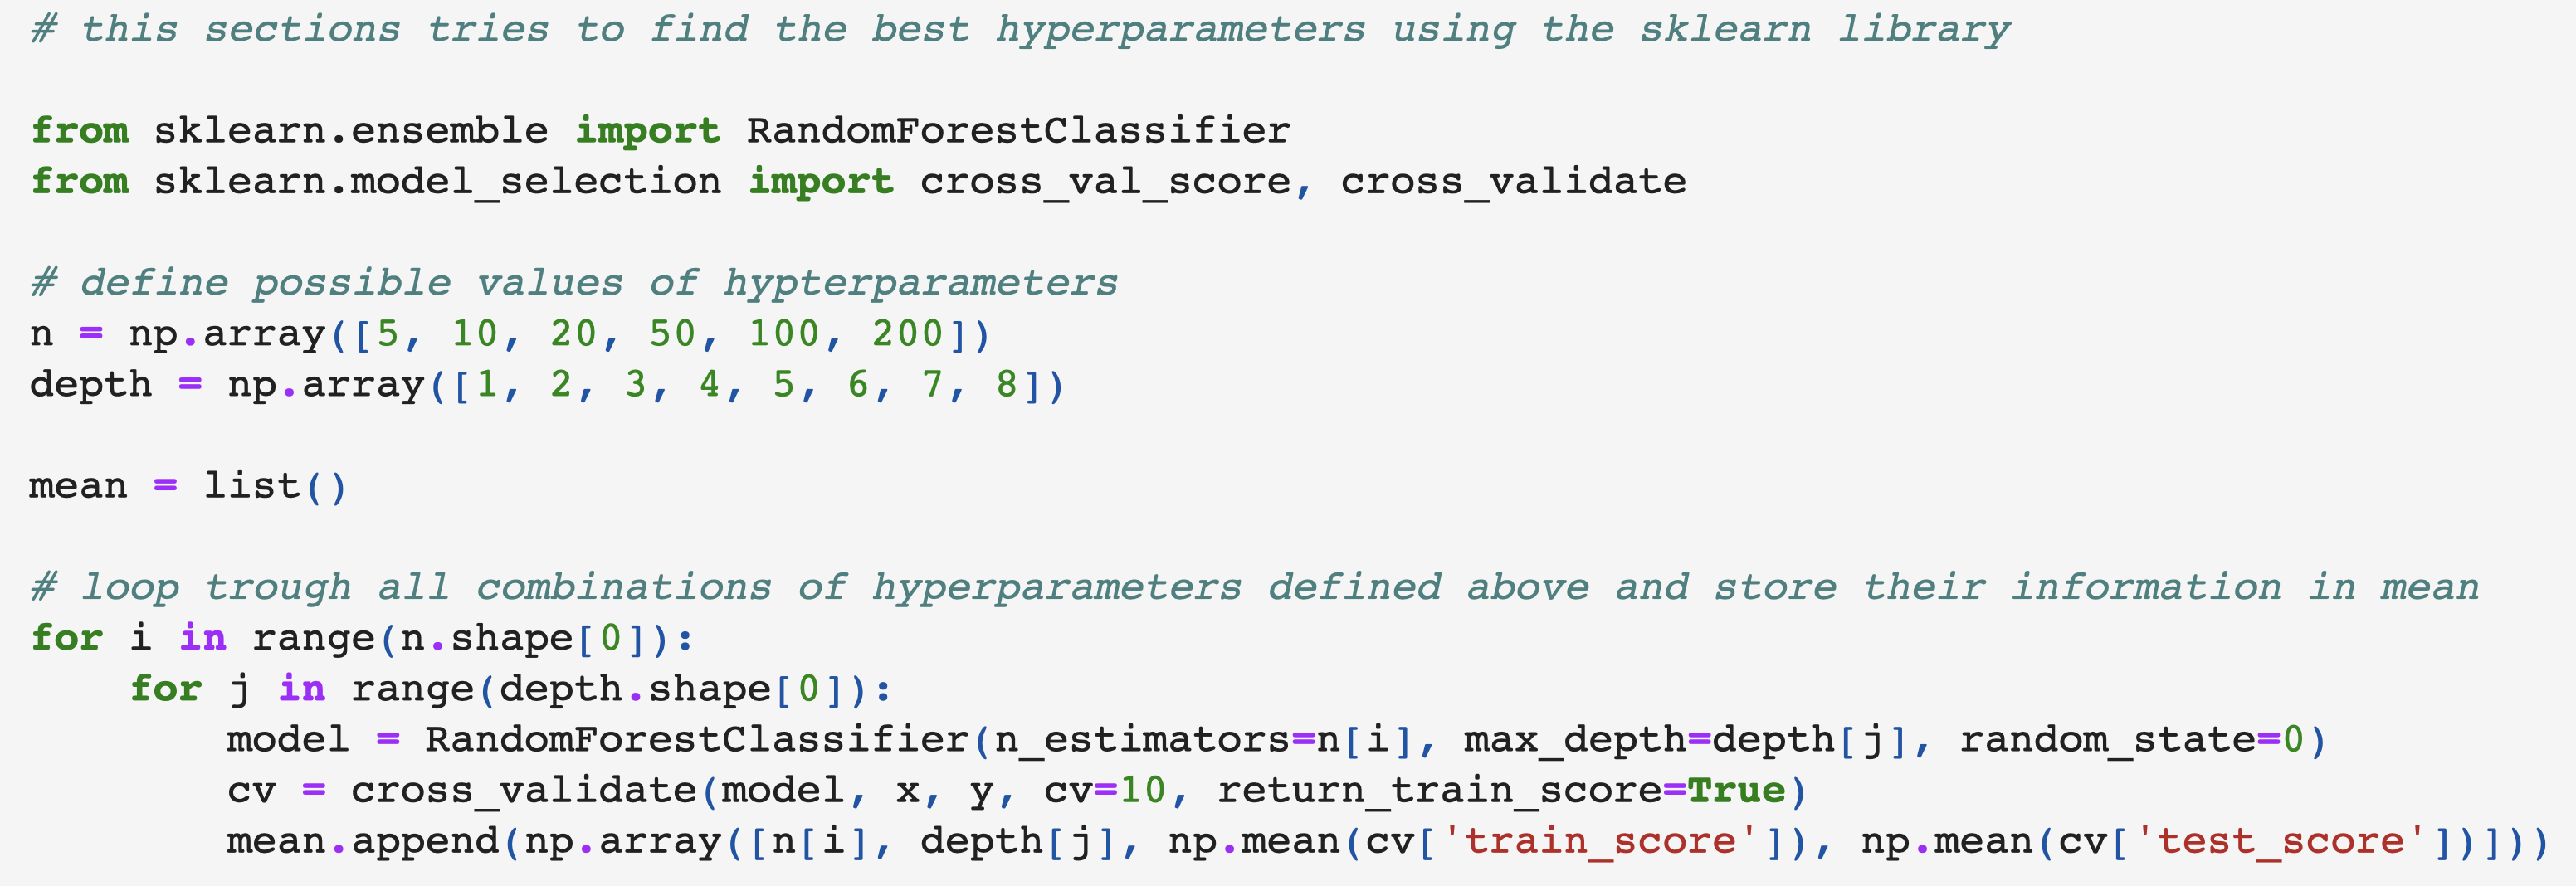 # this sections tries to find the best hyperparameters using the sklearn library
from sklearn.ensemble import RandomForestClassifier
from sklearn.model_selection import cross_val_score, cross_validate
# define possible values of hypterparameters
n = np.array([5, 10, 20, 50, 100, 200])
depth = np.array([1, 2, 3, 4, 5, 6, 7, 8])
mean = list()
# loop trough all combinations of hyperparameters defined above and store their information in mean
for i in range(n.shape[0]):
    for j in range(depth.shape[0]):
        model = RandomForestClassifier(n_estimators=n[i], max_depth=depth[j], random_state=0)
        cv = cross_validate(model, x, y, cv=10, return_train_score=True)
        mean.append(np.array([n[i], depth[j], np.mean(cv['train_score']), np.mean(cv['test_score'])]))